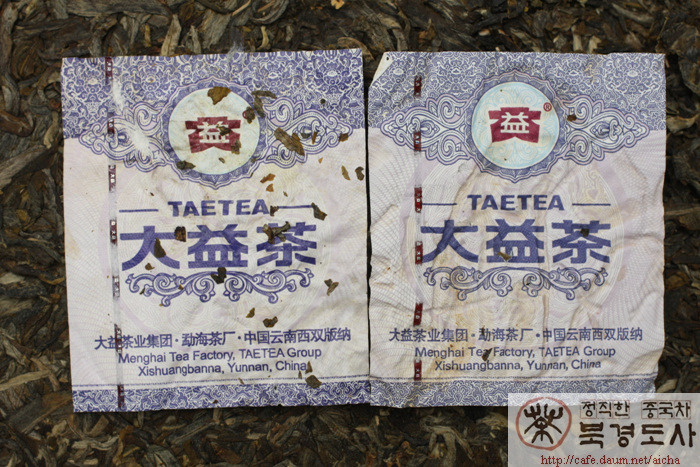 益
TAETEA
大益茶
大益茶业集团·勐海茶厂·中国云南西双版纳
Menghai Tea Factory, TAETEA Group
Xishuangbanna, Yunnan, China
益®
TAETEA
大益茶
大益茶业集团·勐海茶厂·中国云南西双版纳
Menghai Tea Factory, TAETEA Group
Xishuangbanna, Yunnan, China
茶
정직한 중국차
북경도사
http://cafe.daum.net/aicha